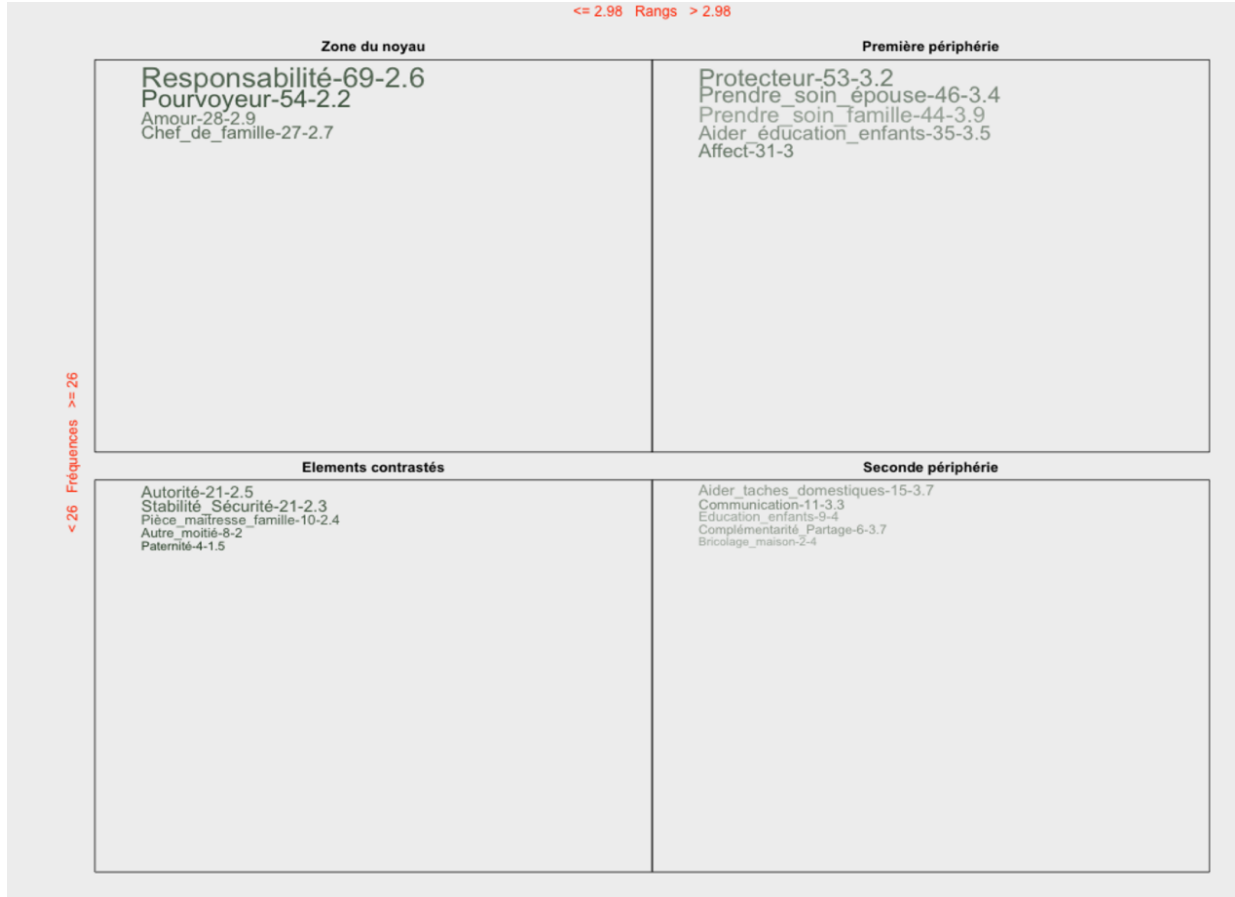 <= 2.98 Rangs > 2.98
Zone du noyau
Responsabilité-69-2.6
Pourvoyeur-54-2.2
Amour-28-2.9
Chef_de_famille-27-2.7
Première périphérie
Protecteur-53-3.2
Prendre_soin_épouse-46-3.4
Prendre_soin_famille-44-3.9
Aider_éducation_enfants-35-3.5
Affect-31-3
< 26 Fréquences >= 26
Elements contrastés
Autorité-21-2.5
Stabilité_Sécurité-21-2.3
Pièce_maitresse_famille-10-2.4
Autre_moitié-8-2
Paternité-4-1.5
Seconde périphérie
Aider_taches_domestiques-15-3.7
Communication-11-3.3
Education_enfants-9-4
Complémentarité_Partage-6-3.7
Bricolage_maison-2-4